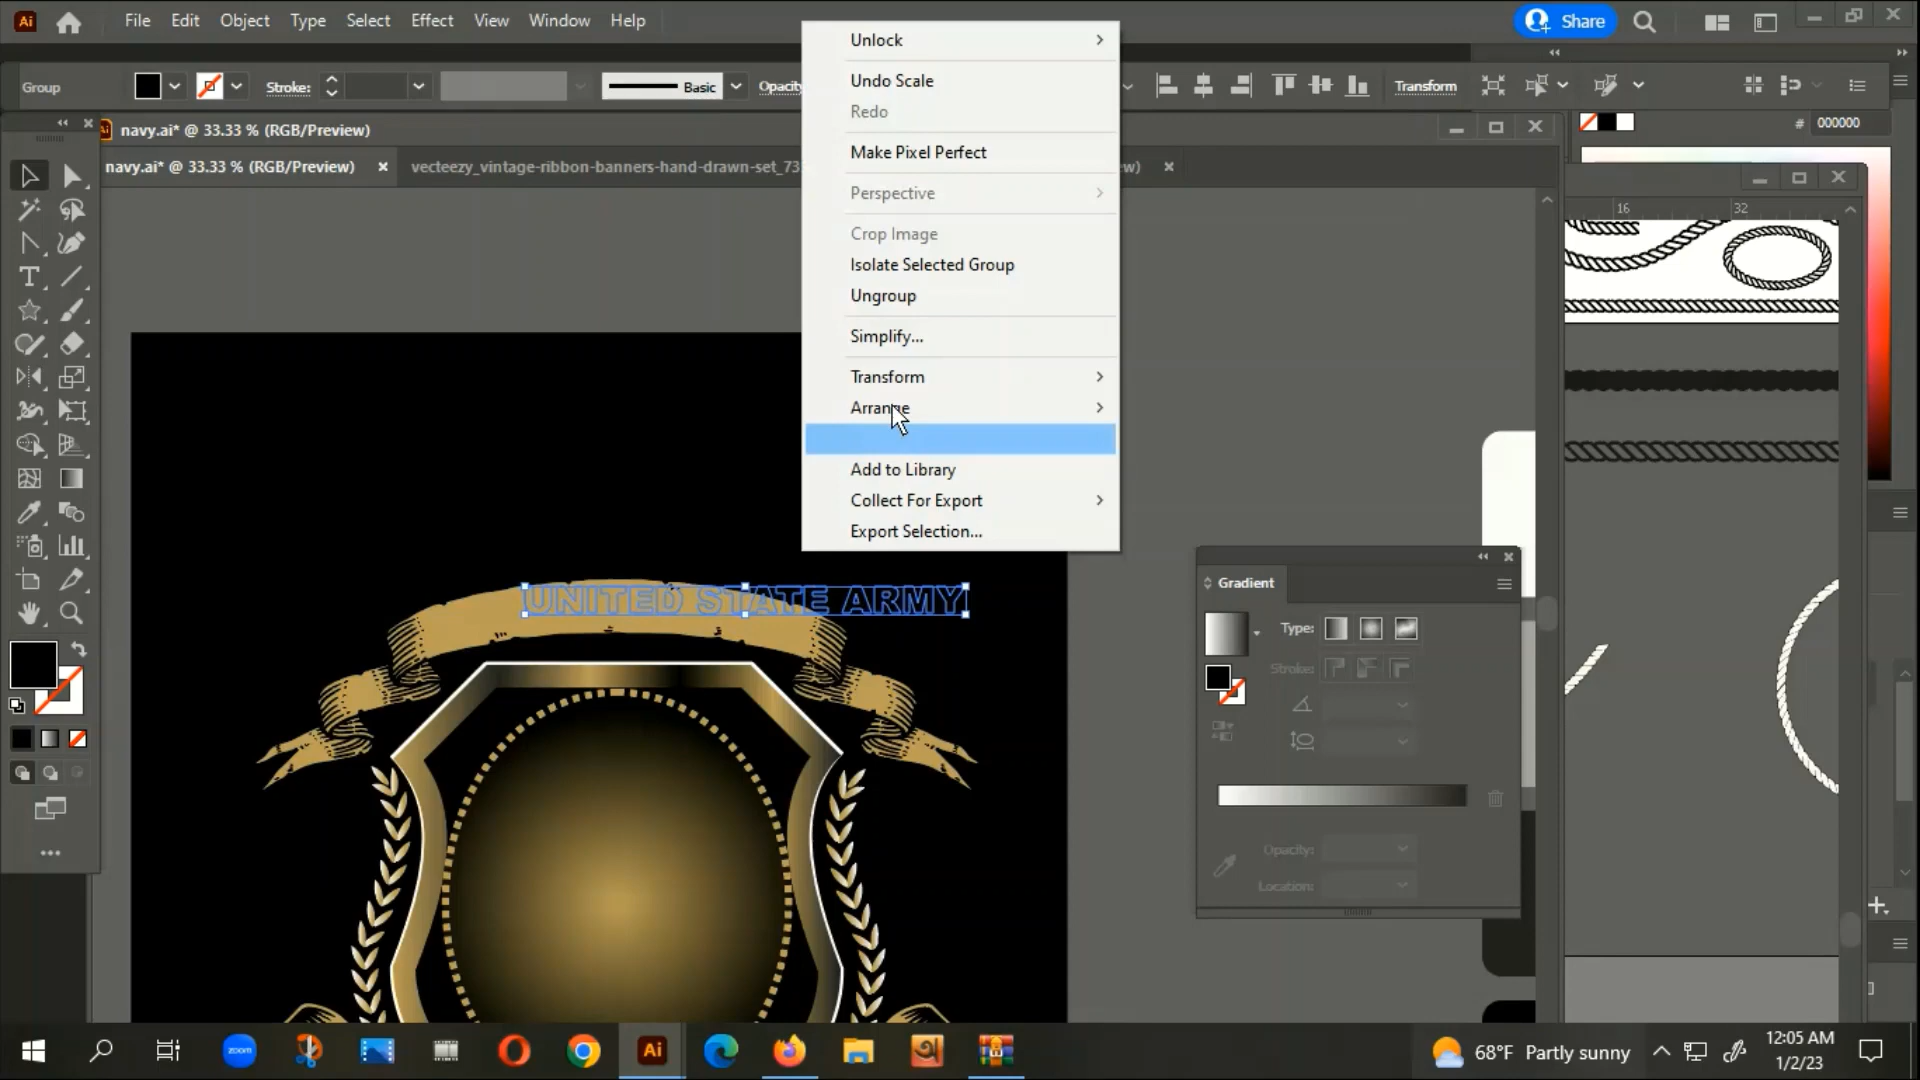 Ai File Edit Object Type Select Effect View Window Help
Share
Group
Stroke:
Basic
Opacity
Transform
000000
#
navy.ai* @ 33.33 % (RGB/Preview)
navy.ai* @ 33.33 % (RGB/Preview) ×
vecteezy_vintage-ribbon-banners-hand-drawn-set_73
Unlock
Undo Scale
Redo
Make Pixel Perfect
Perspective
Crop Image
Isolate Selected Group
Ungroup
Simplify...
Transform
Arrange
Add to Library
Collect For Export
Export Selection...
16 32
UNITED STATE ARMY
Gradient
Type:
Stroke:
Opacity:
Location:
zoom
Ai
68°F Partly sunny
12:05 AM
1/2/23